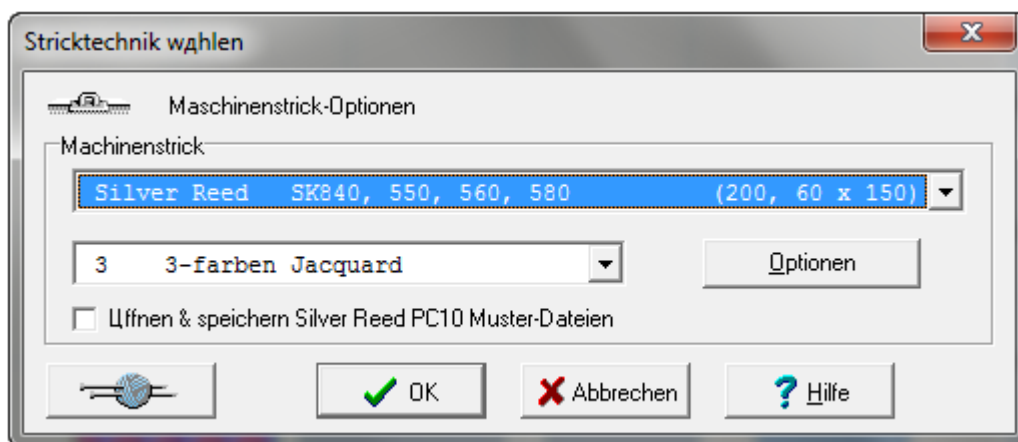 Stricktechnik wдhlen
Maschinenstrick-Optionen
Machinenstrick
Silver Reed SK840, 550, 560, 580 (200, 60 x 150)
3 3-farben Jacquard
Optionen
Цffnen & speichern Silver Reed PC10 Muster-Dateien
OK
Abbrechen
Hilfe